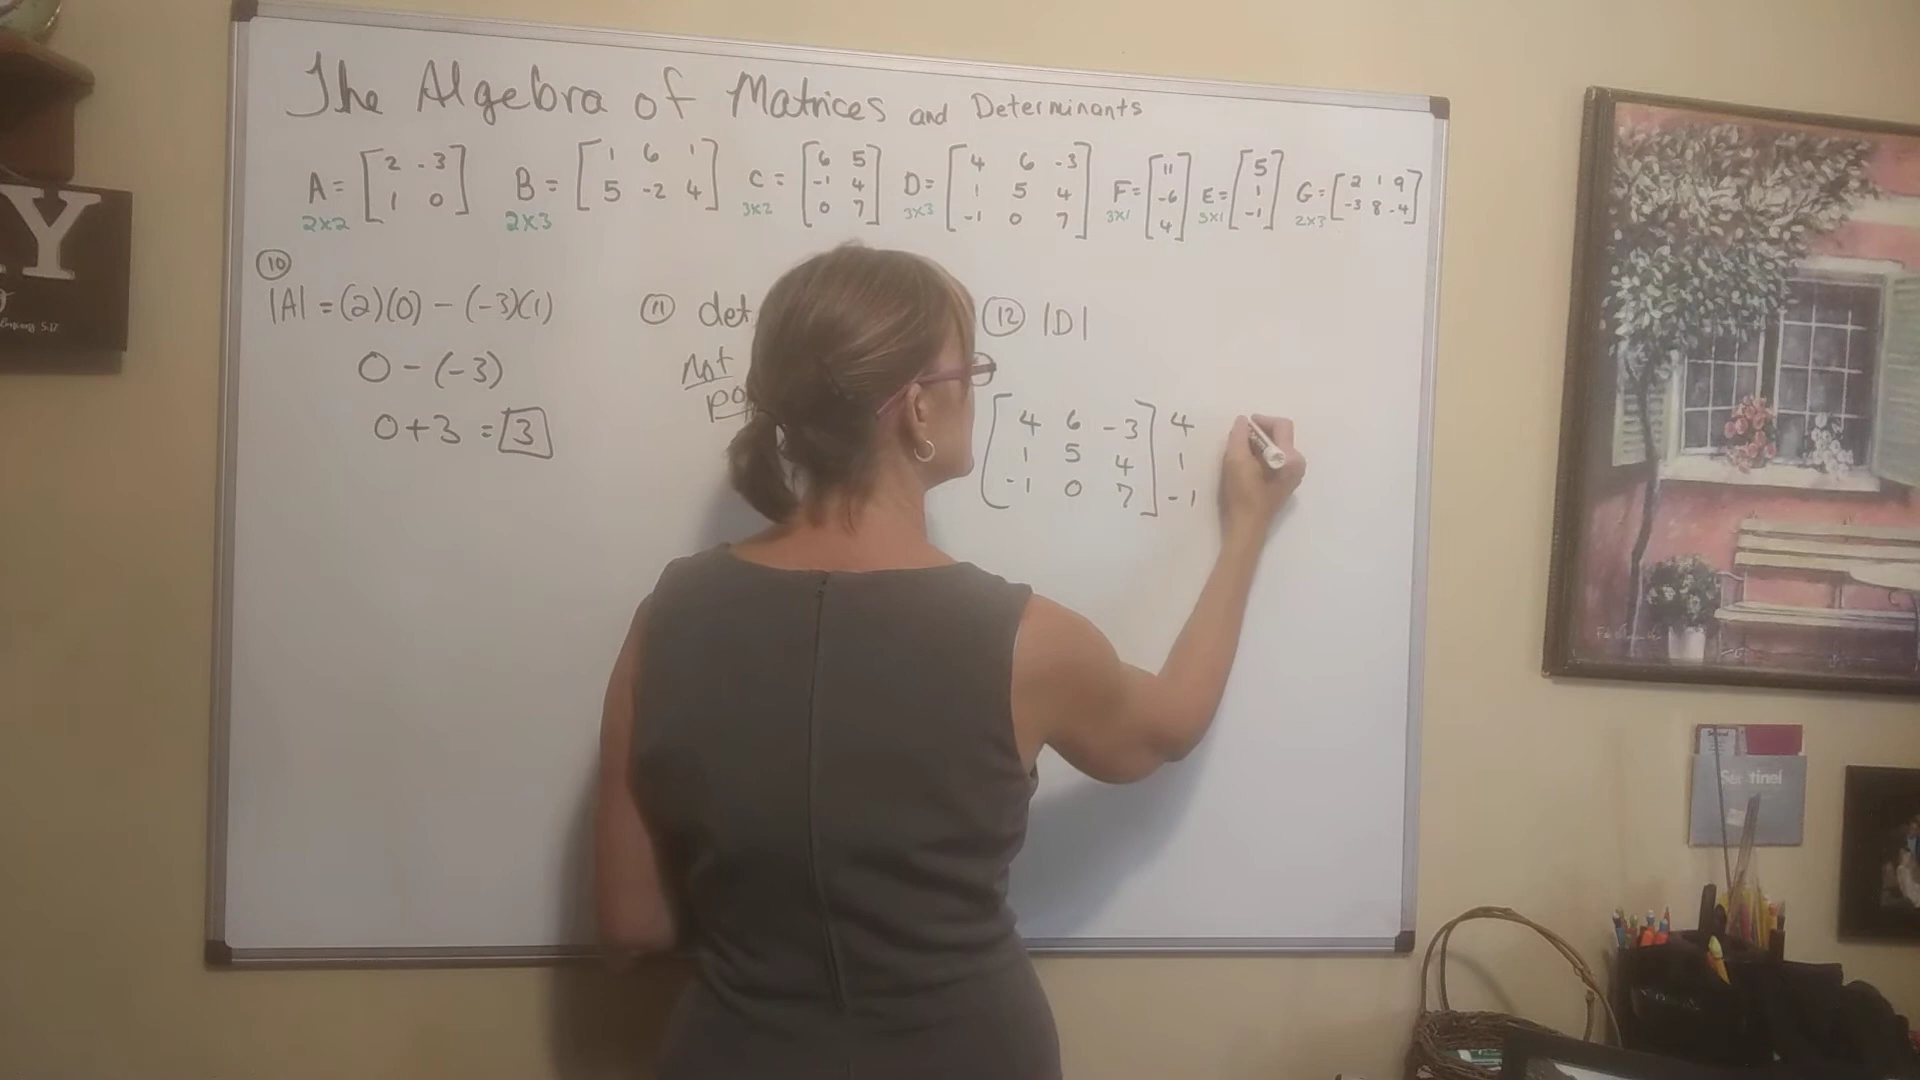 The Algebra of Matrices and Determinants
A = [ 2 -3 B = [ 1 6 1 C = [ 6 5 D = [ 4 6 -3 F = [ 11 E = [ 5 G = [ 2 1 9
1 0 ] 5 -2 4 ] -1 4 1 5 4 -6 1 -3 8 -4 ]
0 7 ] -1 0 7 ] 4 ] -1 ]
2x2 2x3 3x2 3x3 3x1 3x1 2x3
⑩
|A| = (2)(0) - (-3)(1)
0 - (-3)
0 + 3 = 3
⑪ det
not
⑫ |D|
[ 4 6 -3 ] 4
1 5 4 1
-1 0 7 -1
Y
Sentinel